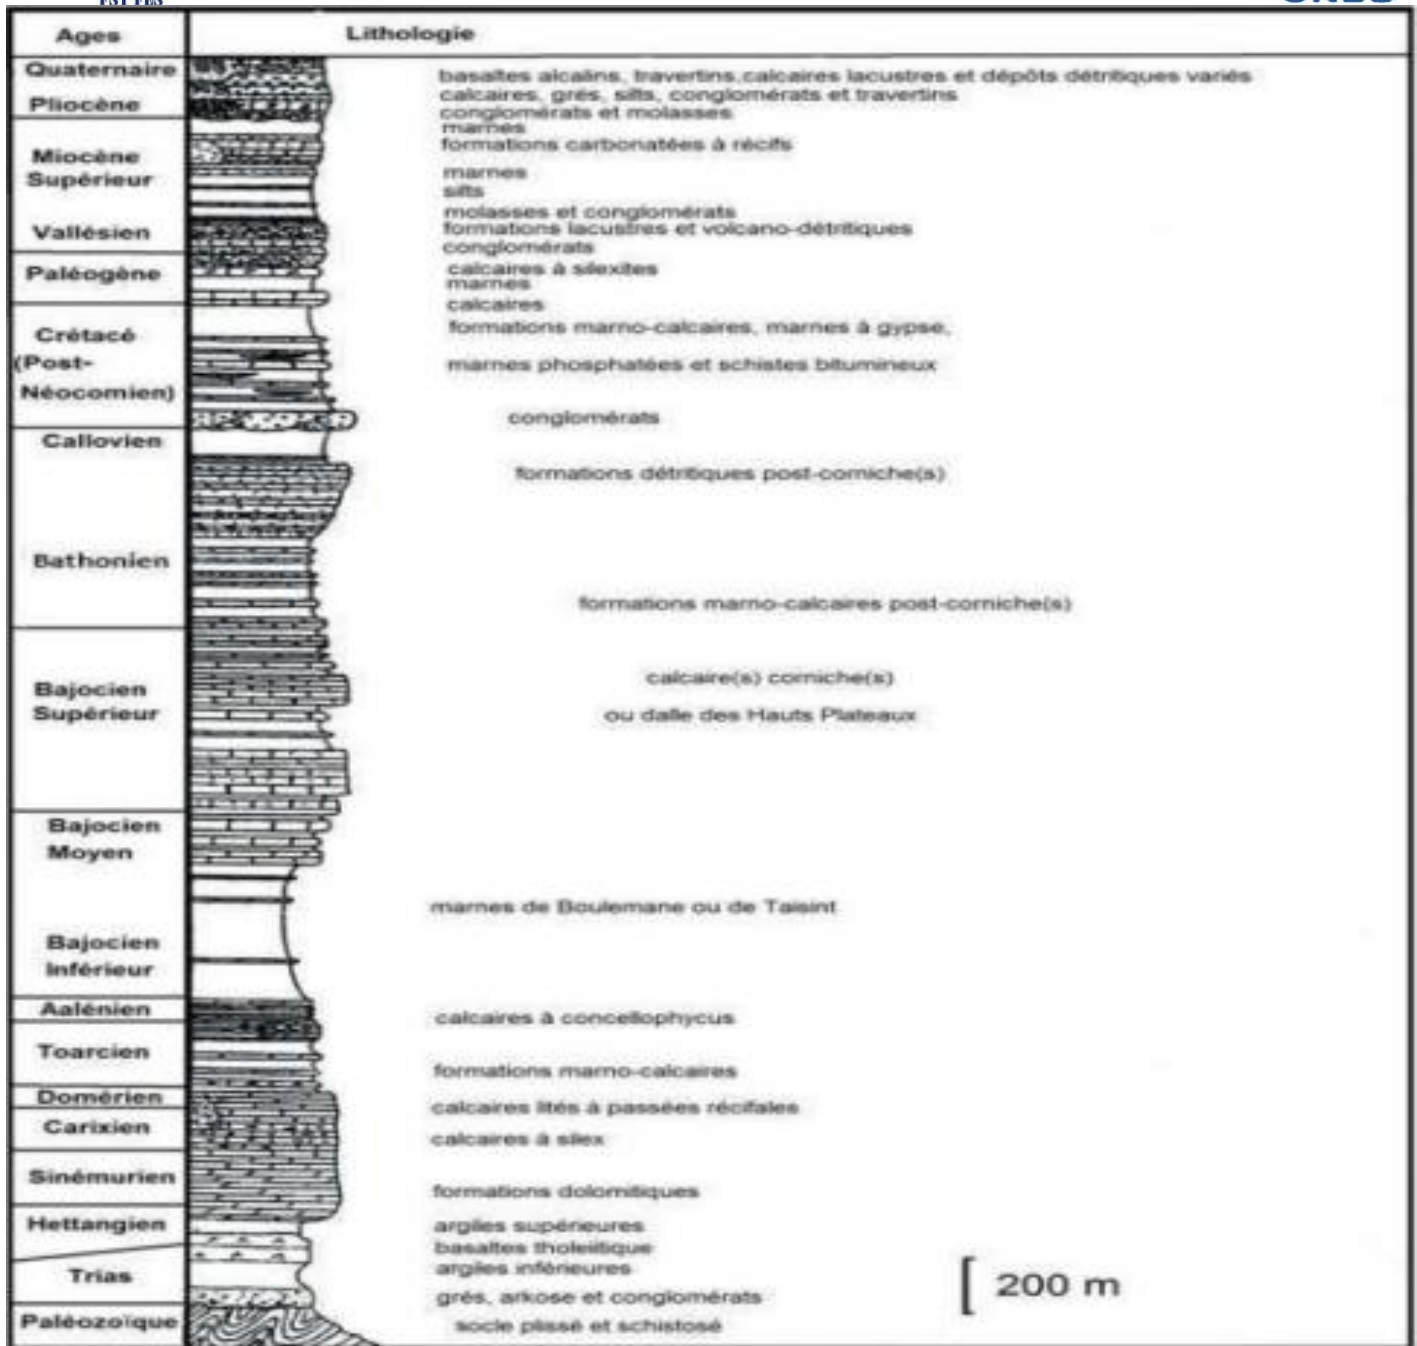 FST FES
Ages Lithologie
Quaternaire
basaltes alcalins, travertins,calcaires lacustres et dépôts détritiques variés
calcaires, grés, silts, conglomérats et travertins
Pliocène
conglomérats et molasses
marnes
formations carbonatées à récifs
Miocène
Supérieur
marnes
silts
molasses et conglomérats
Vallésien
formations lacustres et volcano-détritiques
conglomérats
Paléogène
calcaires à silexites
marnes
calcaires
Crétacé
(Post-
Néocomien)
formations marno-calcaires, marnes à gypse,
marnes phosphatées et schistes bitumineux
conglomérats
Callovien
formations détritiques post-corniche(s)
Bathonien
formations marno-calcaires post-corniche(s)
Bajocien
Supérieur
calcaire(s) corniche(s)
ou dalle des Hauts Plateaux
Bajocien
Moyen
marnes de Boulemane ou de Taisint
Bajocien
Inférieur
Aalénien
calcaires à concellophycus
Toarcien
formations marno-calcaires
Domérien
calcaires lités à passées récifales
Carixien
calcaires à silex
Sinémurien
formations dolomitiques
Hettangien
argiles supérieures
basaltes tholeiitique
argiles inférieures
Trias
grés, arkose et conglomérats
200 m
Paléozoïque
socle plissé et schistosé